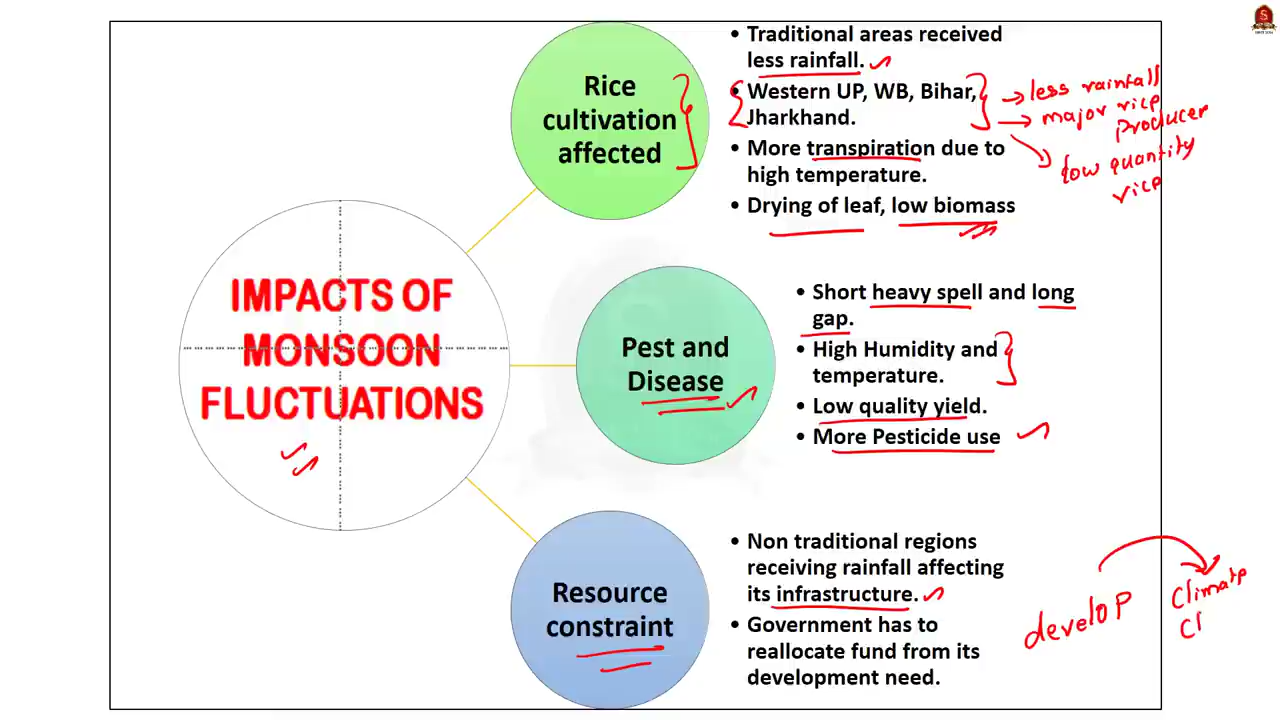 IMPACTS OF
MONSOON
FLUCTUATIONS
Rice
cultivation
affected
• Traditional areas received
less rainfall.
• Western UP, WB, Bihar,
Jharkhand.
• More transpiration due to
high temperature.
• Drying of leaf, low biomass
less rainfall
major rice
producer
low quantity
rice
Pest and
Disease
• Short heavy spell and long
gap.
• High Humidity and
temperature.
• Low quality yield.
• More Pesticide use
Resource
constraint
• Non traditional regions
receiving rainfall affecting
its infrastructure.
• Government has to
reallocate fund from its
development need.
develop
Climate
Cl